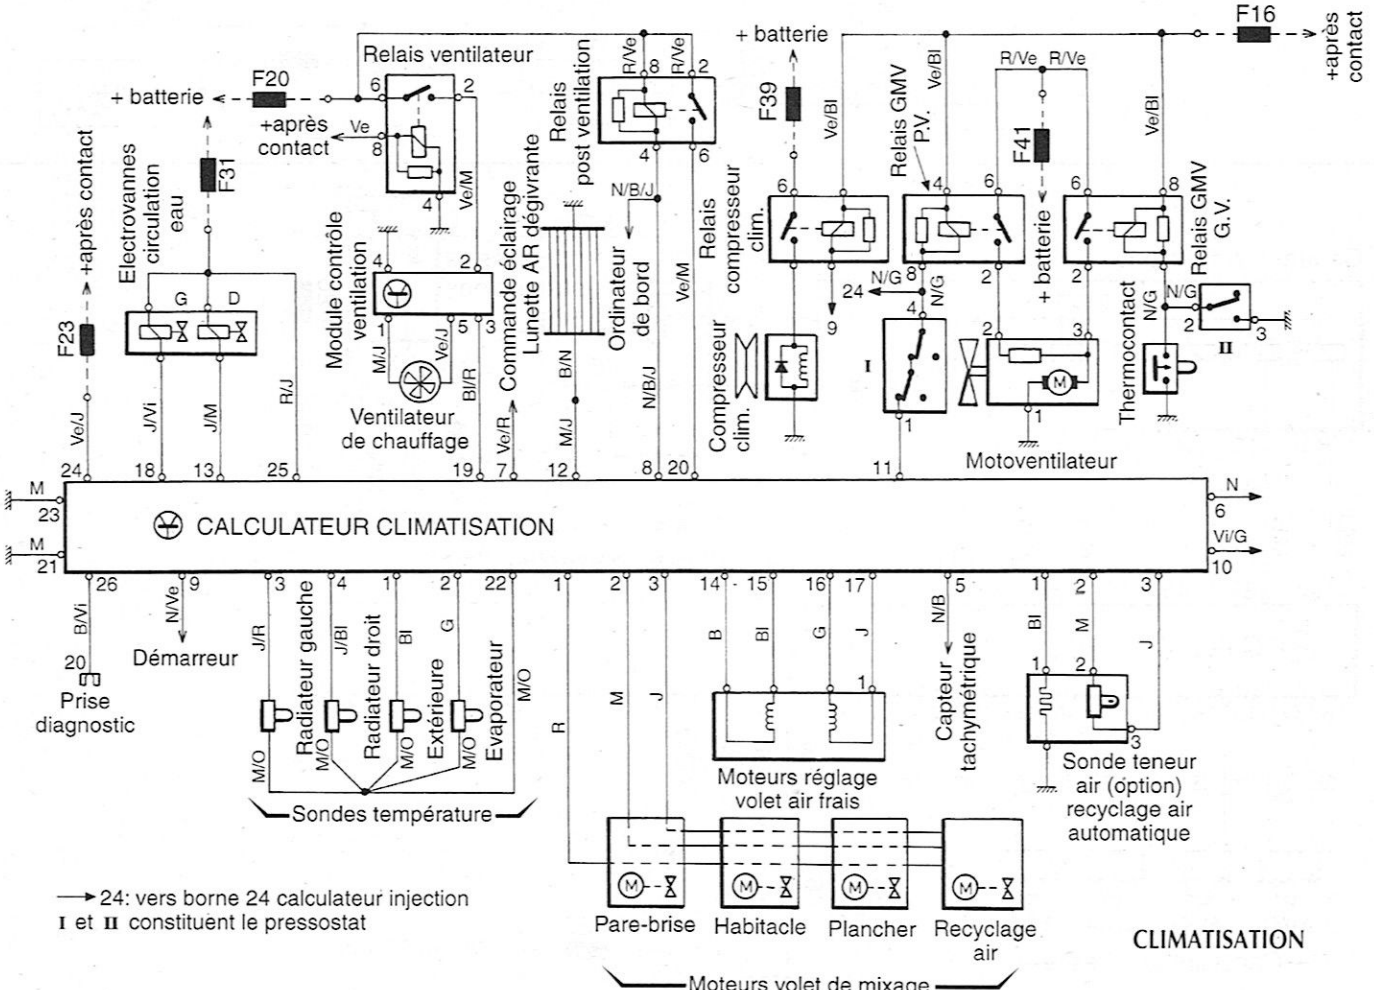 F16
+après
contact
+ batterie
Relais ventilateur
F20
+ batterie
6
2
R/Ve
8
R/Ve
2
Relais
post ventilation
4
6
+après
contact
Ve
8
4
Ve/M
F31
Electrovannes
circulation
eau
G
D
+après contact
F23
Ve/J
J/Vi
J/M
R/J
Module contrôle
ventilation
4
2
1
5
3
M/J
Ve/J
Bl/R
Ventilateur
de chauffage
Commande éclairage
Ve/R
Lunette AR dégivrante
B/N
M/J
N/B/J
Ordinateur
de bord
N/B/J
Ve/M
F39
Ve/Bl
Relais
compresseur
clim.
6
9
Compresseur
clim.
Ve/Bl
Relais GMV
P.V.
4
6
8
2
N/G
24
N/G
4
I
1
R/Ve
R/Ve
F41
+ batterie
Ve/Bl
6
8
2
Relais GMV
G.V.
N/G
N/G
2
3
II
Thermocontact
2
3
M
1
Motoventilateur
24
18
13
25
19
7
12
8
20
11
M
23
M
21
CALCULATEUR CLIMATISATION
N
6
Vi/G
10
26
9
3
4
1
2
22
1
2
3
14
15
16
17
5
1
2
3
B/Vi
20
Prise
diagnostic
N/Ve
Démarreur
J/R
Radiateur gauche
J/Bl
Radiateur droit
Bl
Extérieure
G
Evaporateur
M/O
M/O
M/O
M/O
M/O
Sondes température
R
M
J
B
Bl
G
J
1
Moteurs réglage
volet air frais
N/B
Capteur
tachymétrique
Bl
M
J
1
2
3
Sonde teneur
air (option)
recyclage air
automatique
M
M
M
M
Pare-brise
Habitacle
Plancher
Recyclage
air
Moteurs volet de mixage
24: vers borne 24 calculateur injection
I et II constituent le pressostat
CLIMATISATION